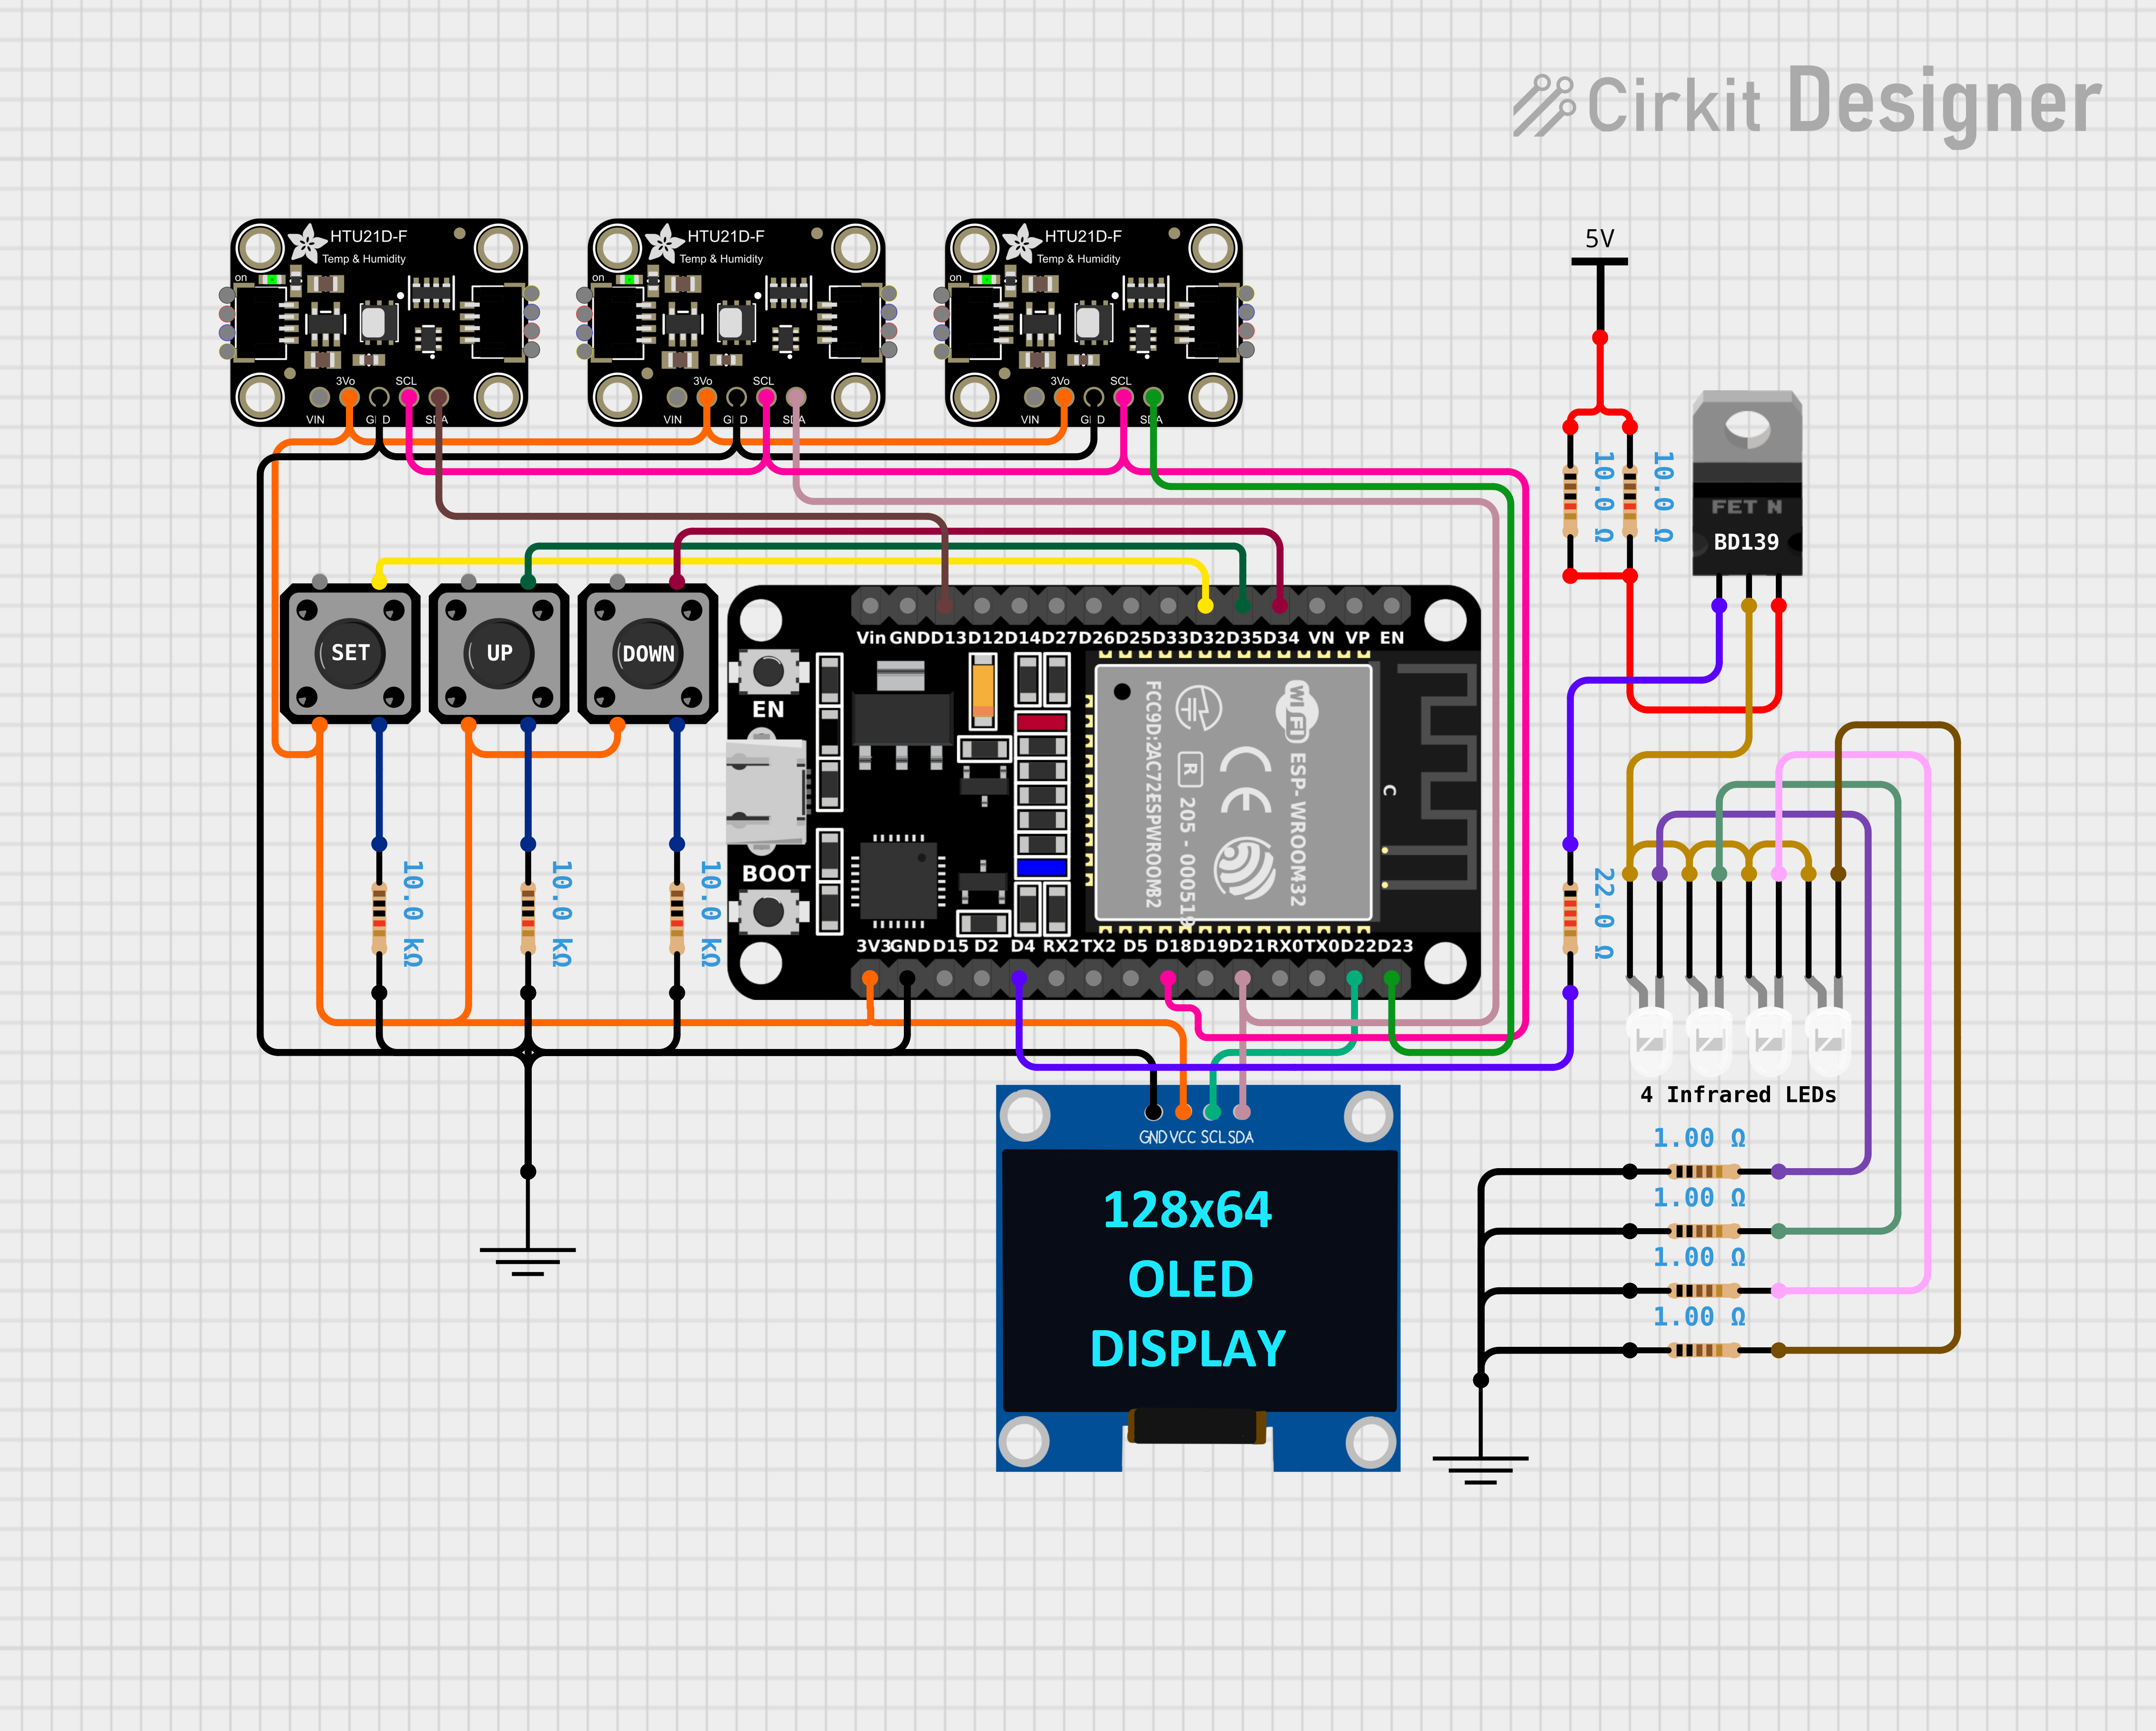 Cirkit Designer
HTU21D-F
Temp & Humidity
on
3Vo
SCL
VIN
GND
SDA
HTU21D-F
Temp & Humidity
on
3Vo
SCL
VIN
GND
SDA
HTU21D-F
Temp & Humidity
on
3Vo
SCL
VIN
GND
SDA
5V
10.0 Ω
10.0 Ω
FET N
BD139
SET
UP
DOWN
Vin GND D13 D12 D14 D27 D26 D25 D33 D32 D35 D34 VN VP EN
EN
BOOT
FCC9D:2AC72ESPWROOM32
R
205 - 000519
WiFi
CE
ESP-WROOM32
C
3V3 GND D15 D2 D4 RX2 TX2 D5 D18 D19 D21 RX0 TX0 D22 D23
10.0 kΩ
10.0 kΩ
10.0 kΩ
22.0 Ω
4 Infrared LEDs
1.00 Ω
1.00 Ω
1.00 Ω
1.00 Ω
GND VCC SCL SDA
128x64
OLED
DISPLAY